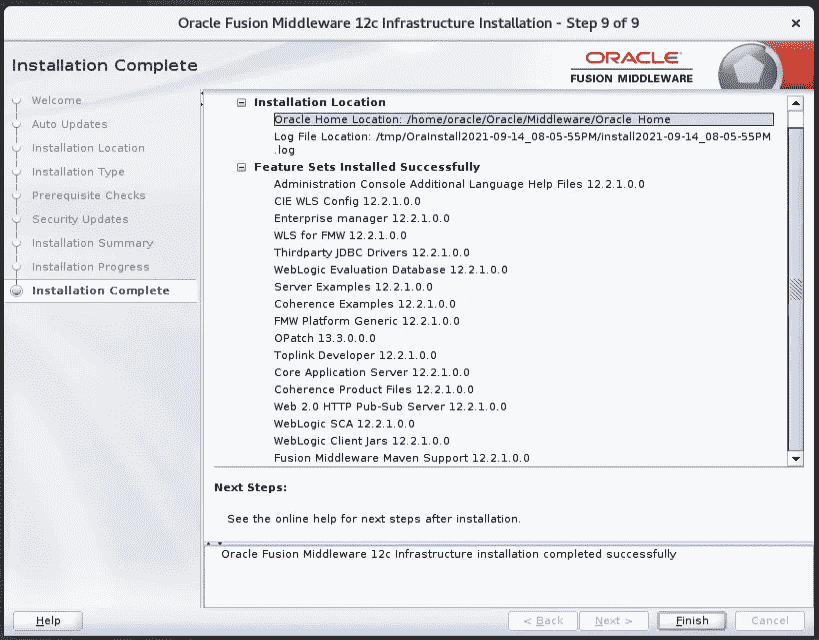 Oracle Fusion Middleware 12c Infrastructure Installation - Step 9 of 9
Installation Complete
ORACLE
FUSION MIDDLEWARE
Welcome
Auto Updates
Installation Location
Installation Type
Prerequisite Checks
Security Updates
Installation Summary
Installation Progress
Installation Complete
Installation Location
Oracle Home Location: /home/oracle/Oracle/Middleware/Oracle_Home
Log File Location: /tmp/OraInstall2021-09-14_08-05-55PM/install2021-09-14_08-05-55PM
.log
Feature Sets Installed Successfully
Administration Console Additional Language Help Files 12.2.1.0.0
CIE WLS Config 12.2.1.0.0
Enterprise manager 12.2.1.0.0
WLS for FMW 12.2.1.0.0
Thirdparty JDBC Drivers 12.2.1.0.0
WebLogic Evaluation Database 12.2.1.0.0
Server Examples 12.2.1.0.0
Coherence Examples 12.2.1.0.0
FMW Platform Generic 12.2.1.0.0
OPatch 13.3.0.0.0
Toplink Developer 12.2.1.0.0
Core Application Server 12.2.1.0.0
Coherence Product Files 12.2.1.0.0
Web 2.0 HTTP Pub-Sub Server 12.2.1.0.0
WebLogic SCA 12.2.1.0.0
WebLogic Client Jars 12.2.1.0.0
Fusion Middleware Maven Support 12.2.1.0.0
Next Steps:
See the online help for next steps after installation.
Oracle Fusion Middleware 12c Infrastructure installation completed successfully
Help
< Back
Next >
Finish
Cancel